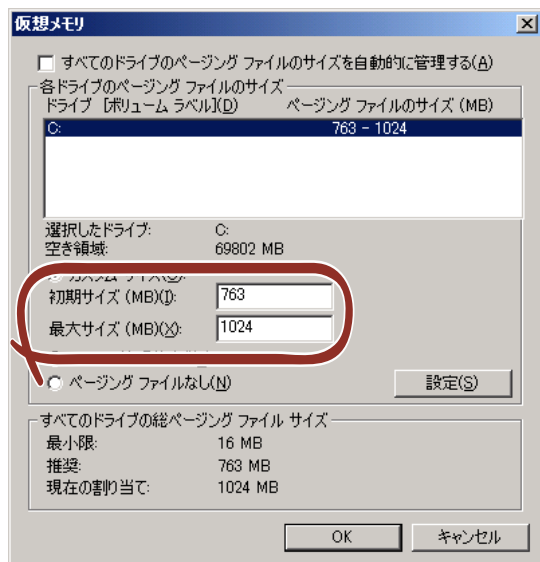 仮想メモリ
すべてのドライブのページング ファイルのサイズを自動的に管理する(A)
各ドライブのページング ファイルのサイズ
ドライブ [ボリューム ラベル](D) ページング ファイルのサイズ (MB)
C: 763 - 1024
選択したドライブ: C:
空き領域: 69802 MB
初期サイズ (MB)(I): 763
最大サイズ (MB)(X): 1024
ページング ファイルなし(N) 設定(S)
すべてのドライブの総ページング ファイル サイズ
最小限: 16 MB
推奨: 763 MB
現在の割り当て: 1024 MB
OK キャンセル